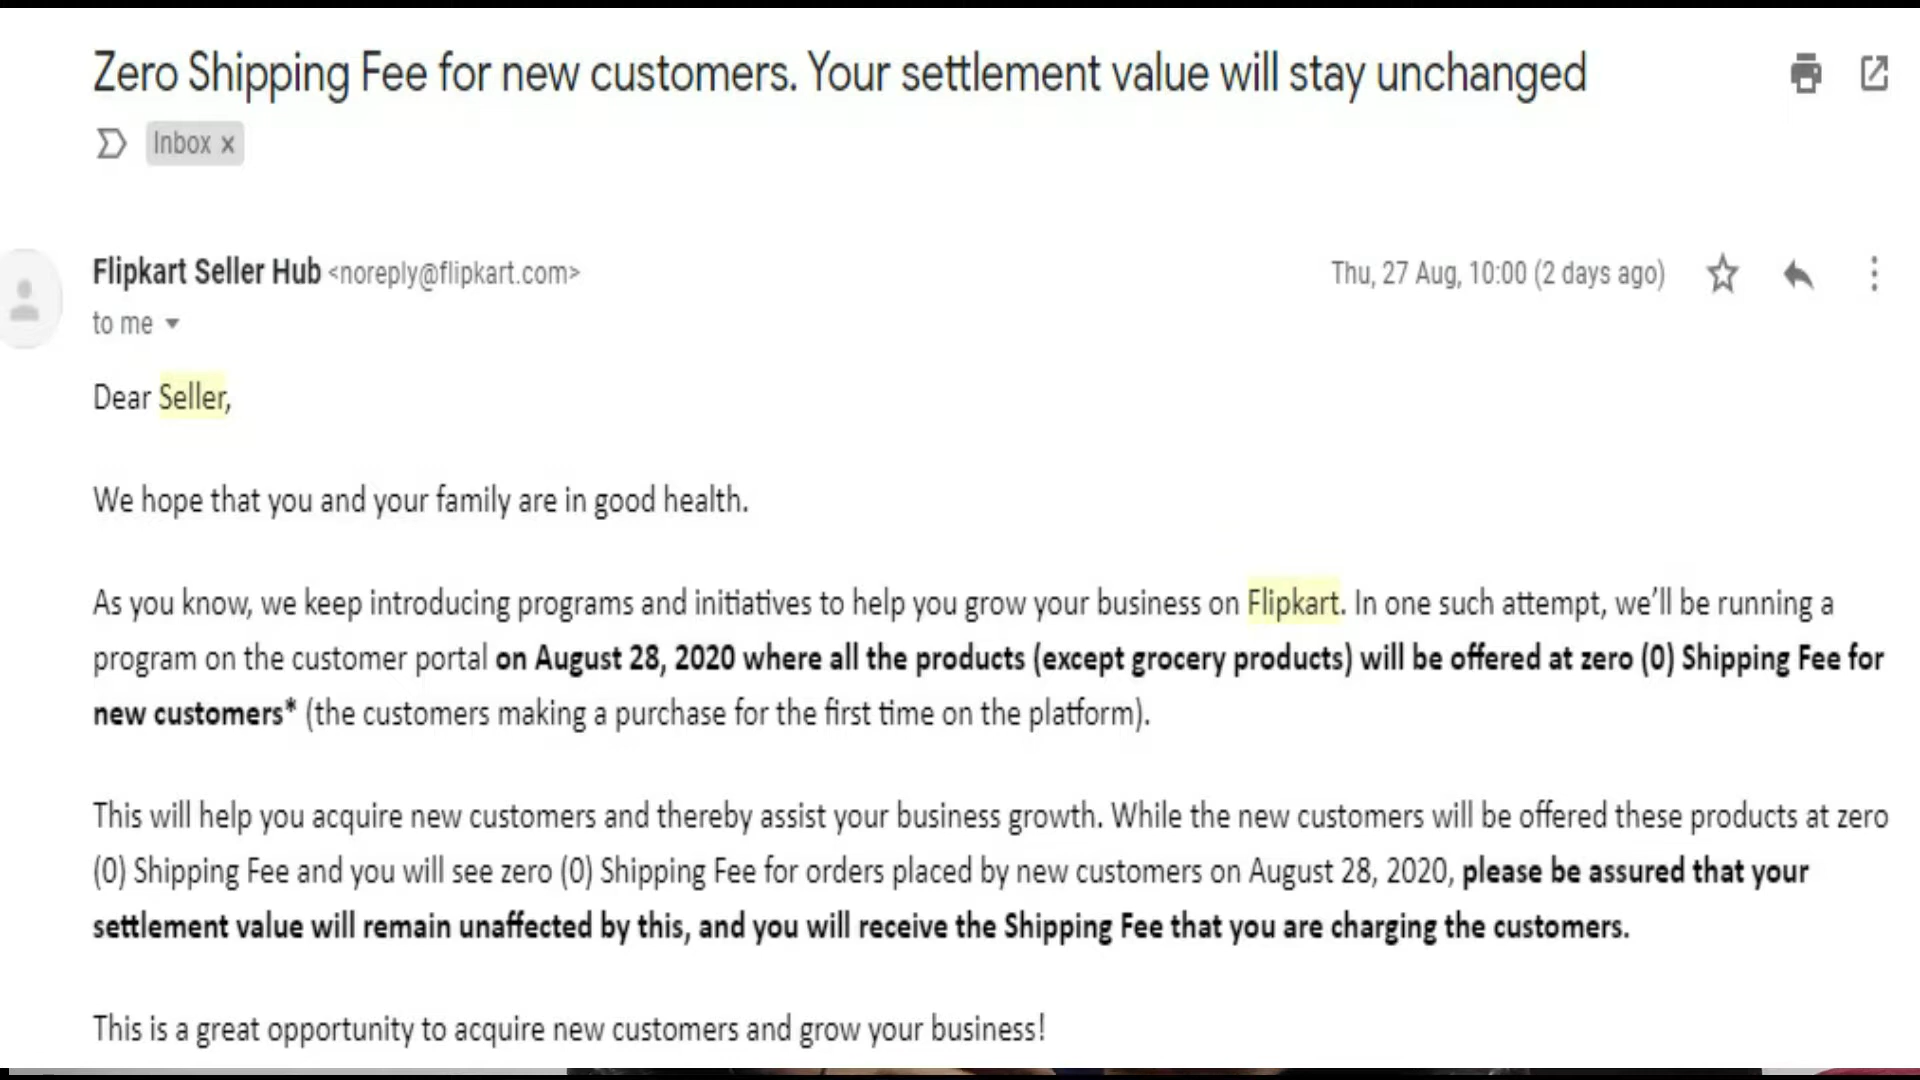 Zero Shipping Fee for new customers. Your settlement value will stay unchanged
Inbox x
Flipkart Seller Hub <noreply@flipkart.com>
Thu, 27 Aug, 10:00 (2 days ago)
to me
Dear Seller,
We hope that you and your family are in good health.
As you know, we keep introducing programs and initiatives to help you grow your business on Flipkart. In one such attempt, we'll be running a
program on the customer portal on August 28, 2020 where all the products (except grocery products) will be offered at zero (0) Shipping Fee for
new customers* (the customers making a purchase for the first time on the platform).
This will help you acquire new customers and thereby assist your business growth. While the new customers will be offered these products at zero
(0) Shipping Fee and you will see zero (0) Shipping Fee for orders placed by new customers on August 28, 2020, please be assured that your
settlement value will remain unaffected by this, and you will receive the Shipping Fee that you are charging the customers.
This is a great opportunity to acquire new customers and grow your business!